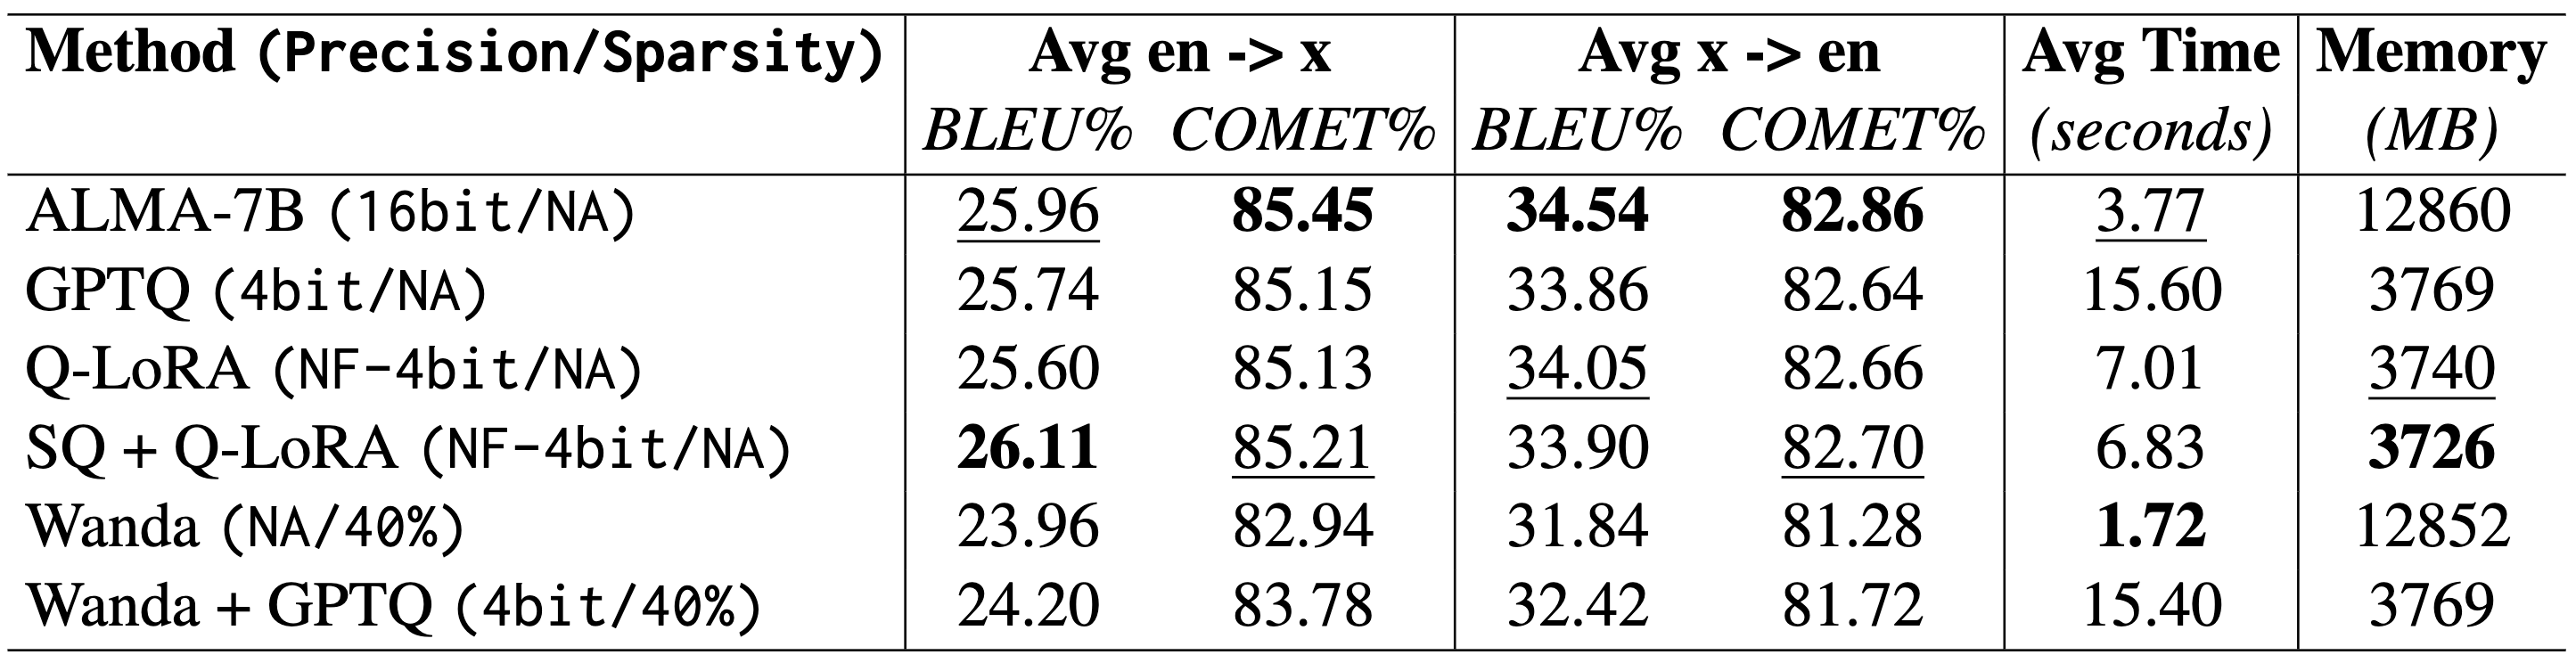 Method (Precision/Sparsity) Avg en -> x Avg x -> en Avg Time Memory
BLEU% COMET% BLEU% COMET% (seconds) (MB)
ALMA-7B (16bit/NA) 25.96 85.45 34.54 82.86 3.77 12860
GPTQ (4bit/NA) 25.74 85.15 33.86 82.64 15.60 3769
Q-LoRA (NF-4bit/NA) 25.60 85.13 34.05 82.66 7.01 3740
SQ + Q-LoRA (NF-4bit/NA) 26.11 85.21 33.90 82.70 6.83 3726
Wanda (NA/40%) 23.96 82.94 31.84 81.28 1.72 12852
Wanda + GPTQ (4bit/40%) 24.20 83.78 32.42 81.72 15.40 3769